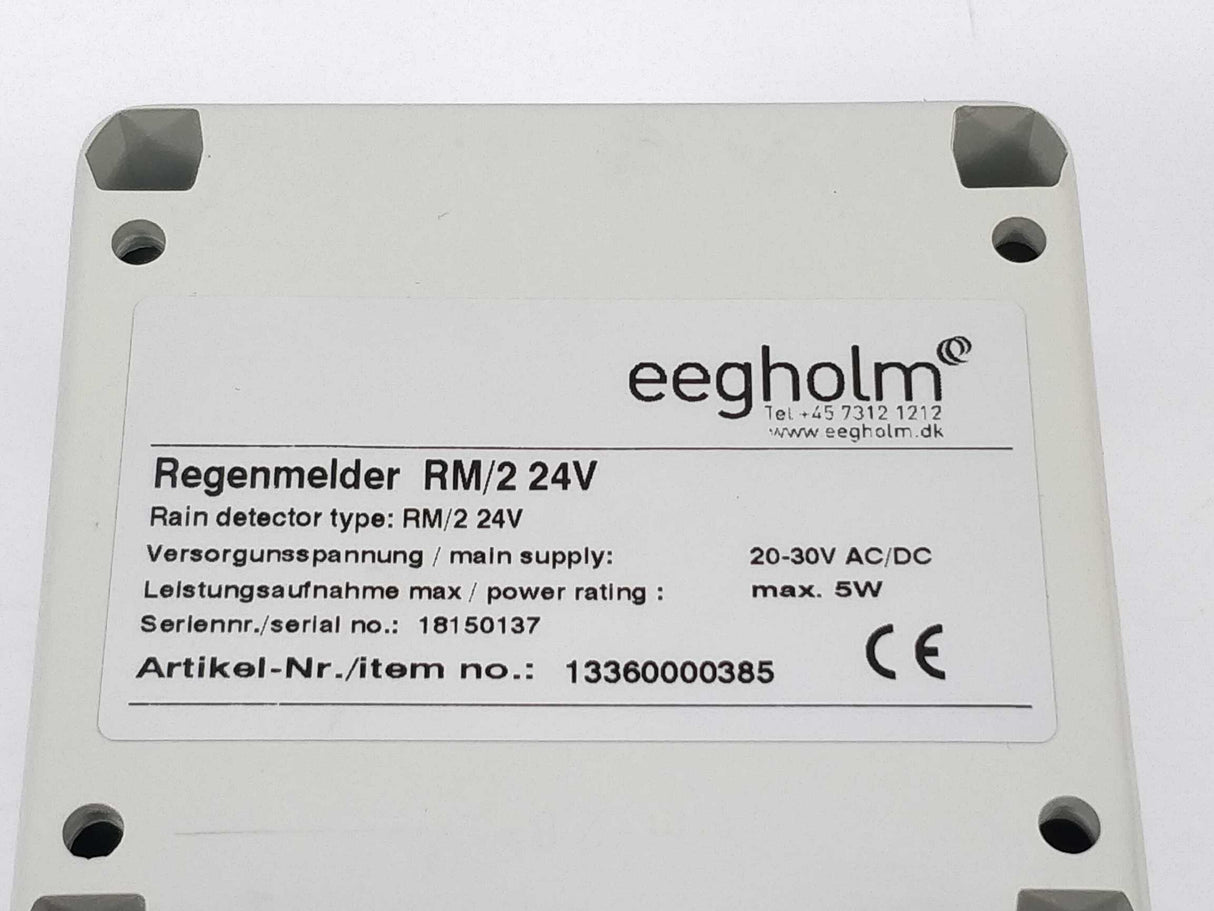 eegholm
Tel +45 7312 1212
www.eegholm.dk
Regenmelder RM/2 24V
Rain detector type: RM/2 24V
Versorgunsspannung / main supply: 20-30V AC/DC
Leistungsaufnahme max / power rating : max. 5W
Seriennr./serial no.: 18150137
Artikel-Nr./item no.: 13360000385
CE